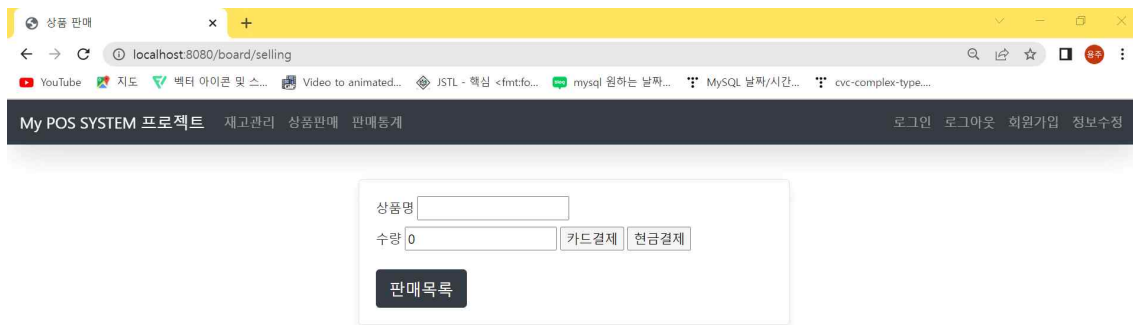 상품 판매
localhost:8080/board/selling
용주
YouTube 지도 벡터 아이콘 및 스... Video to animated... JSTL - 핵심 <fmt:fo... mysql 원하는 날짜... MySQL 날짜/시간... cvc-complex-type....
My POS SYSTEM 프로젝트 재고관리 상품판매 판매통계 로그인 로그아웃 회원가입 정보수정
상품명
수량 0 카드결제 현금결제
판매목록